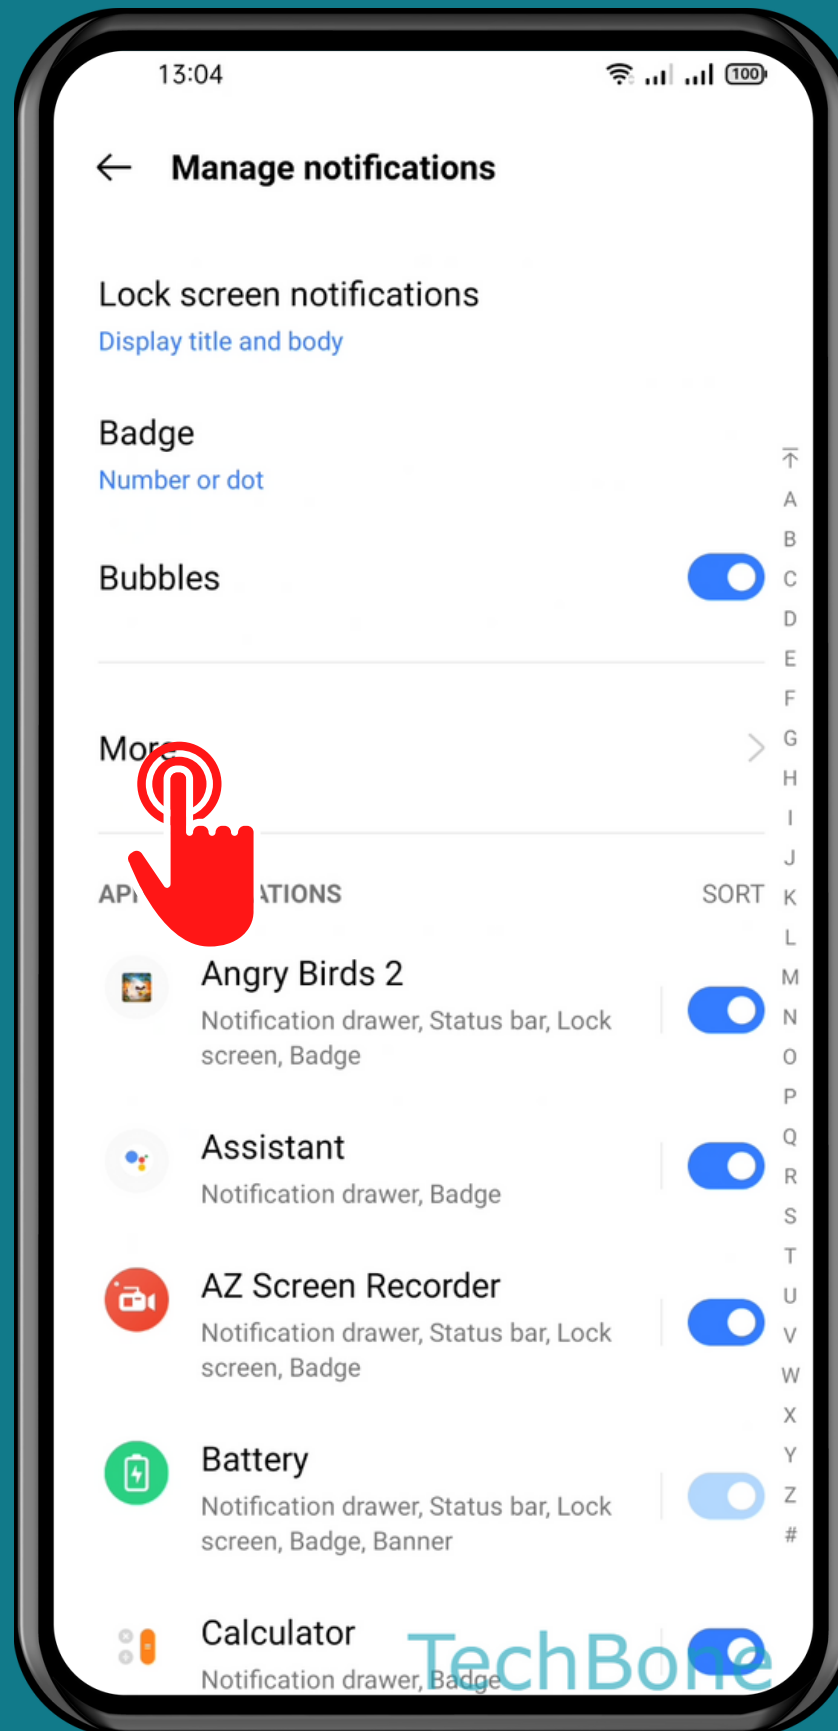 13:04
100
Manage notifications
Lock screen notifications
Display title and body
Badge
Number or dot
Bubbles
More
SORT
Angry Birds 2
Notification drawer, Status bar, Lock
screen, Badge
Assistant
Notification drawer, Badge
AZ Screen Recorder
Notification drawer, Status bar, Lock
screen, Badge
Battery
Notification drawer, Status bar, Lock
screen, Badge, Banner
Calculator
Notification drawer, Badge
TechBone
A
B
C
D
E
F
G
H
I
J
K
L
M
N
O
P
Q
R
S
T
U
V
W
X
Y
Z
#